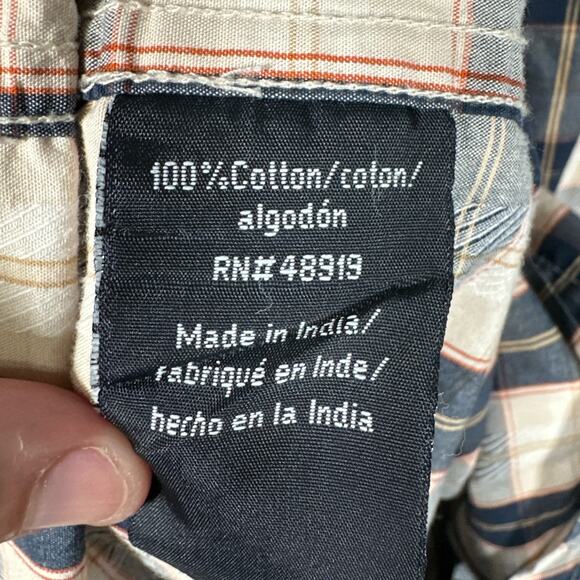 100%Cotton/coton/
algodón
RN# 48919
Made in India/
fabriqué en Inde/
hecho en la India